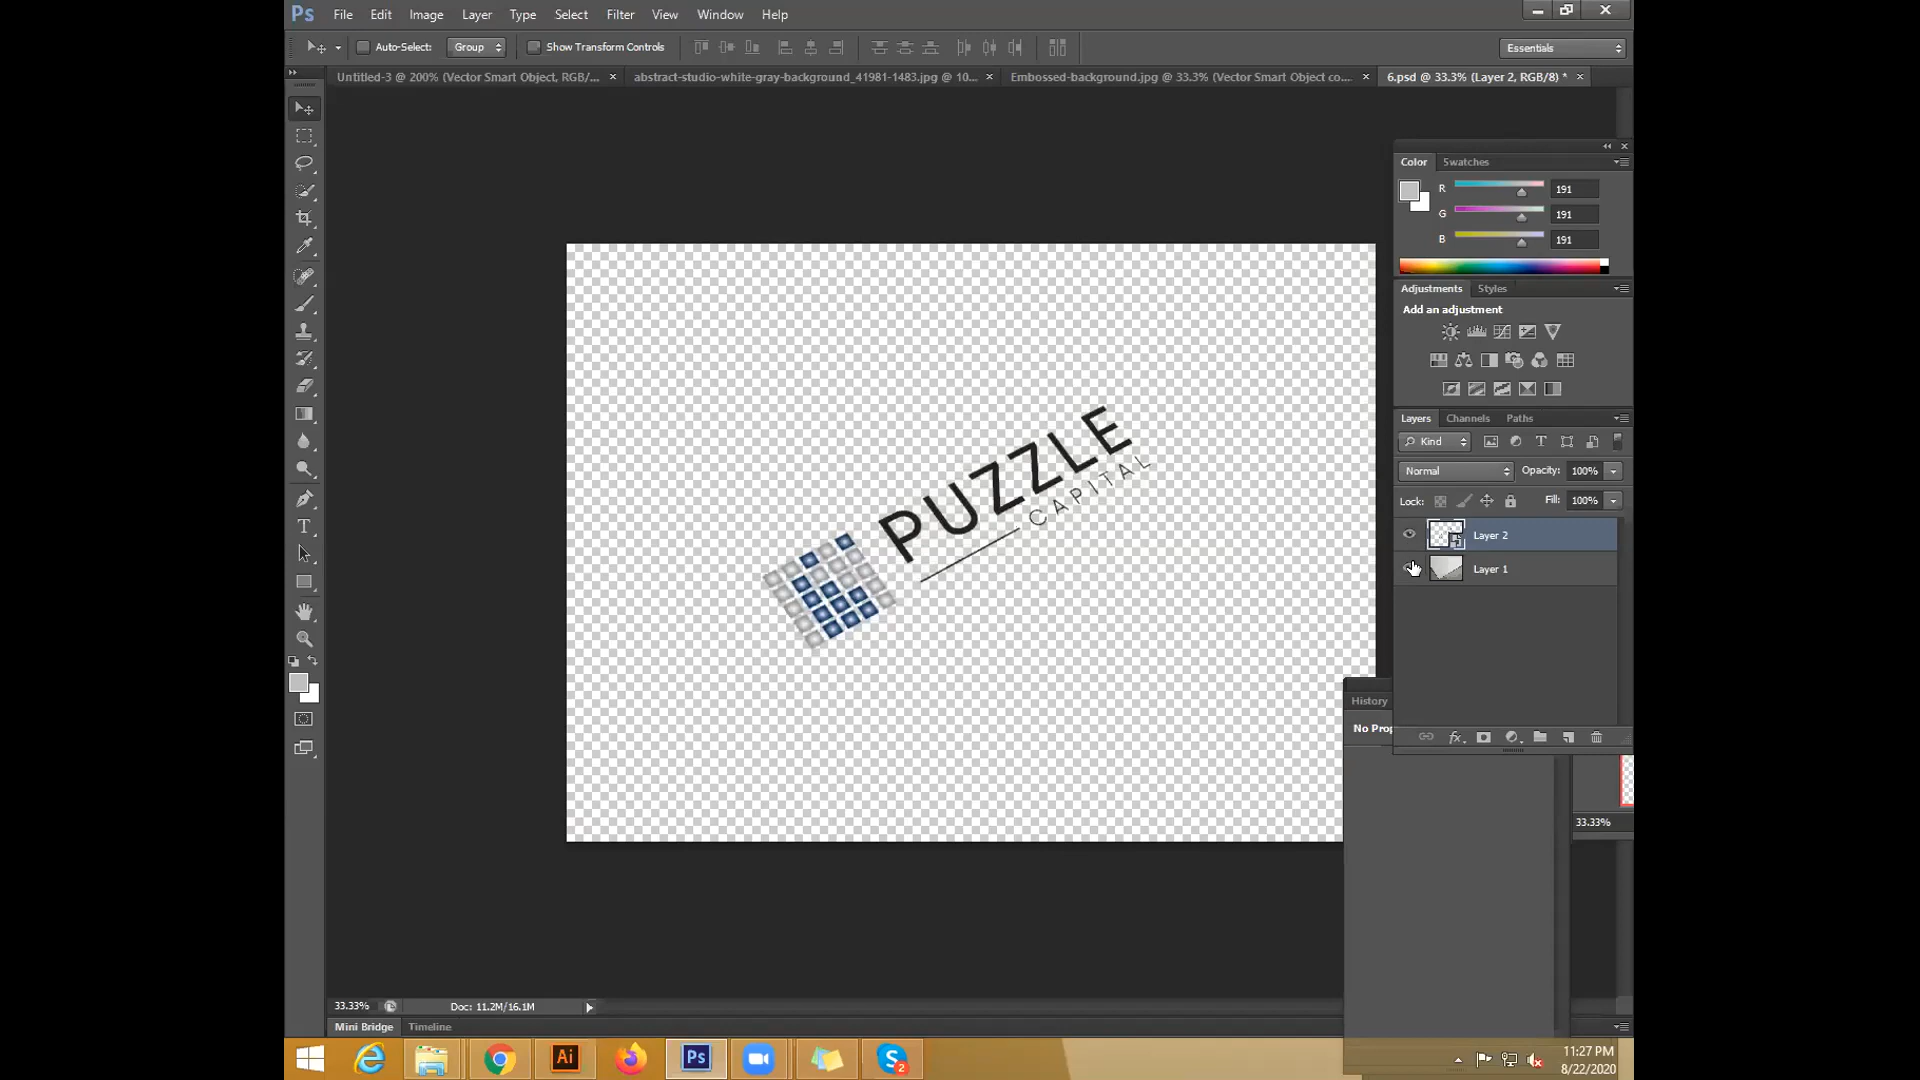 Ps File Edit Image Layer Type Select Filter View Window Help
Auto-Select: Group Show Transform Controls Essentials
Untitled-3 @ 200% (Vector Smart Object, RGB/... × abstract-studio-white-gray-background_41981-1483.jpg @ 10... × Embossed-background.jpg @ 33.3% (Vector Smart Object co... × 6.psd @ 33.3% (Layer 2, RGB/8) * ×
Color Swatches
R 191
G 191
B 191
Adjustments Styles
Add an adjustment
Layers Channels Paths
Kind
Normal Opacity: 100%
Lock: Fill: 100%
Layer 2
Layer 1
PUZZLE
CAPITAL
History
No Prop
33.33%
33.33% Doc: 11.2M/16.1M
Mini Bridge Timeline
Ai Ps S 2
11:27 PM
8/22/2020